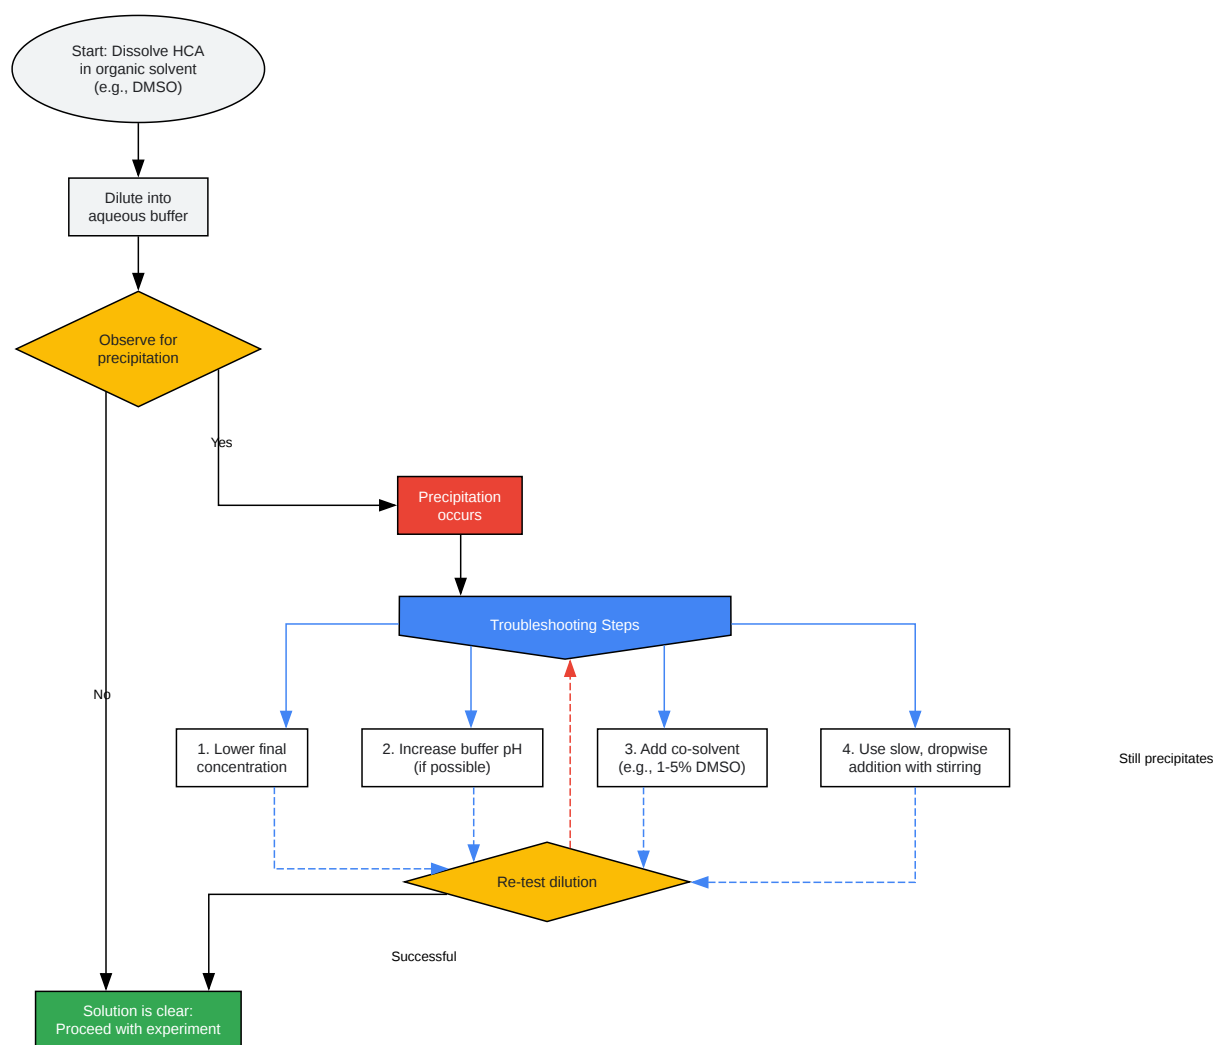 Start: Dissolve HCA
in organic solvent
(e.g., DMSO)
Dilute into
aqueous buffer
Observe for
precipitation
Yes
Precipitation
occurs
Troubleshooting Steps
No
1. Lower final
concentration
2. Increase buffer pH
(if possible)
3. Add co-solvent
(e.g., 1-5% DMSO)
4. Use slow, dropwise
addition with stirring
Still precipitates
Re-test dilution
Successful
Solution is clear:
Proceed with experiment